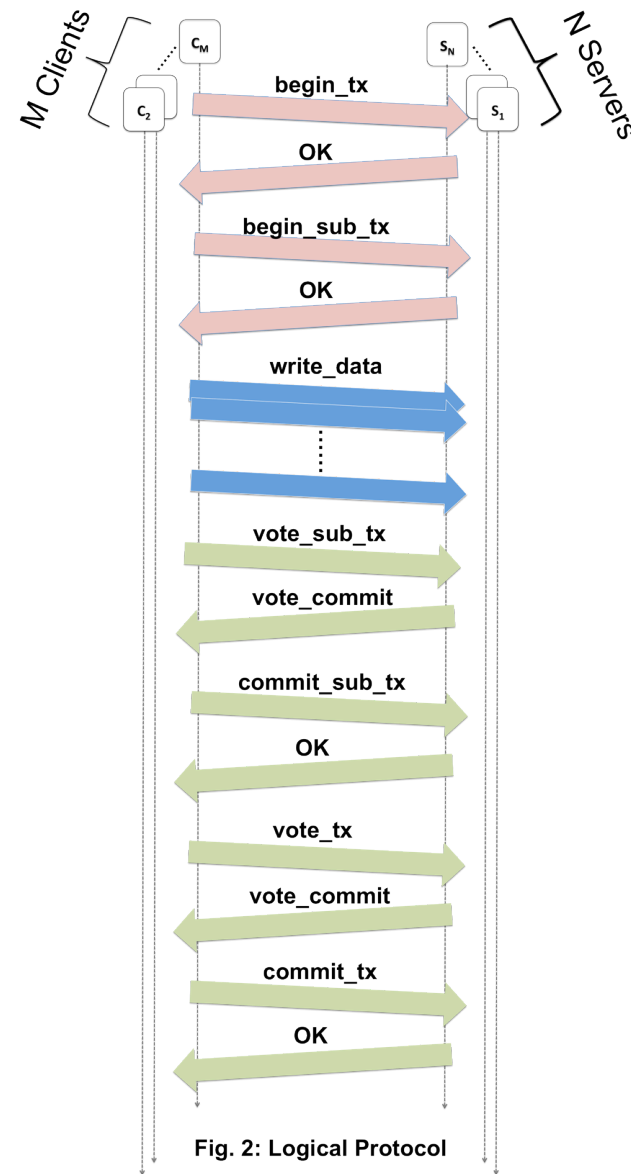 M Clients
C_M
C_2
S_N
S_1
N Servers
begin_tx
OK
begin_sub_tx
OK
write_data
vote_sub_tx
vote_commit
commit_sub_tx
OK
vote_tx
vote_commit
commit_tx
OK
Fig. 2: Logical Protocol